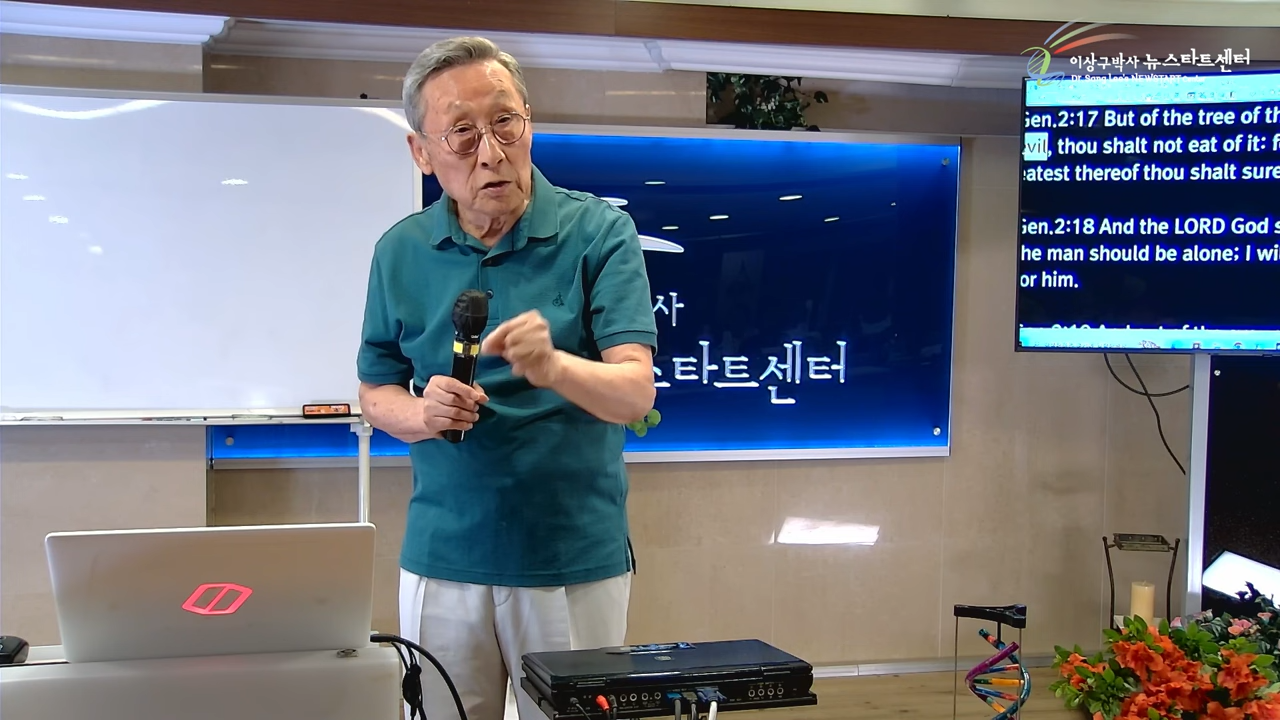 이상구박사 뉴스타트센터
Gen.2:17 But of the tree of th
vil, thou shalt not eat of it: f
eatest thereof thou shalt sure
Gen.2:18 And the LORD God s
he man should be alone; I wi
or him.
사
스타트센터